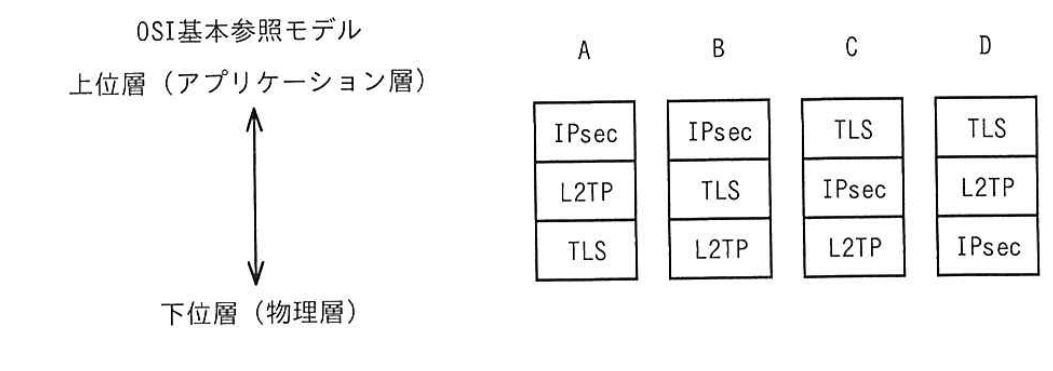 OSI基本参照モデル
上位層（アプリケーション層）
下位層（物理層）
A B C D
IPsec IPsec TLS TLS
L2TP TLS IPsec L2TP
TLS L2TP L2TP IPsec